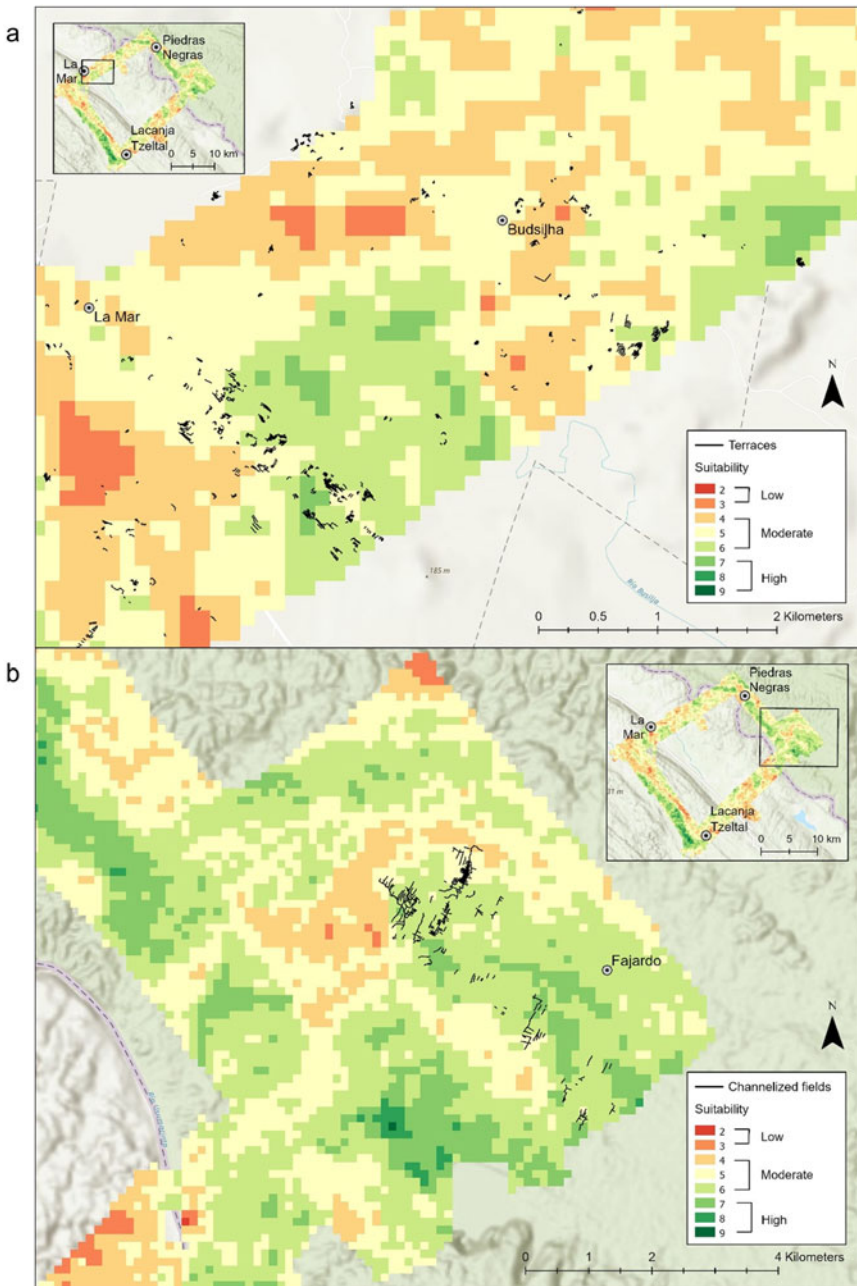 a
Piedras
Negras
La
Mar
Lacanja
Tzeltal
0 5 10 km
Budsiljha
La Mar
N
Terraces
Suitability
2
3
Low
4
5
Moderate
6
7
8
High
9
185 m
0 0.5 1 2 Kilometers
b
Piedras
Negras
La
Mar
Lacanja
Tzeltal
0 5 10 km
Fajardo
N
Channelized fields
Suitability
2
3
Low
4
5
Moderate
6
7
8
High
9
0 1 2 4 Kilometers